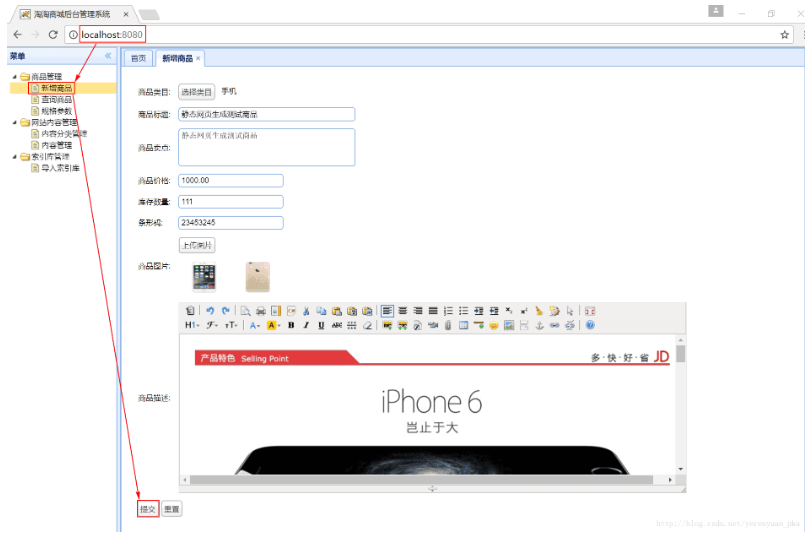 淘淘商城后台管理系统
localhost:8080
菜单
首页 新增商品
商品管理
新增商品
查询商品
规格参数
网站内容管理
内容分类管理
内容管理
索引库管理
导入索引库
商品类目: 选择类目 手机
商品标题: 静态网页生成测试商品
商品卖点: 静态网页生成测试商品
商品价格: 1000.00
库存数量: 111
条形码: 23453245
上传图片
商品图片:
商品描述:
产品特色 Selling Point
多·快·好·省 JD
iPhone 6
岂止于大
提交 重置